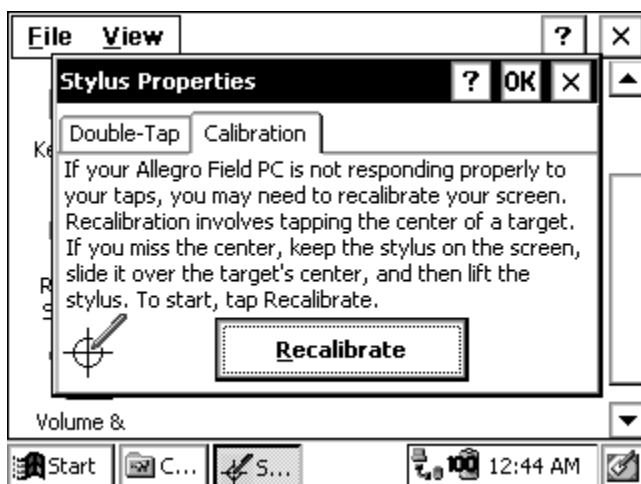 File View ?
Stylus Properties ? OK
Double-Tap Calibration
Ke
If your Allegro Field PC is not responding properly to
your taps, you may need to recalibrate your screen.
Recalibration involves tapping the center of a target.
If you miss the center, keep the stylus on the screen,
slide it over the target's center, and then lift the
stylus. To start, tap Recalibrate.
R
S
Recalibrate
Volume &
Start C... S... 100 12:44 AM